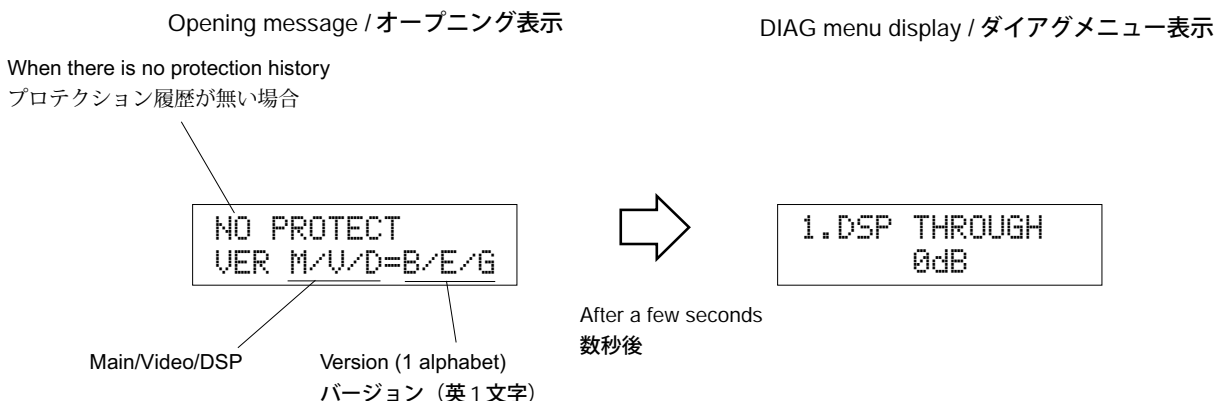 Opening message / オープニング表示
DIAG menu display / ダイアグメニュー表示
When there is no protection history
プロテクション履歴が無い場合
NO PROTECT
VER M/V/D=B/E/G
1.DSP THROUGH
0dB
After a few seconds
数秒後
Main/Video/DSP
Version (1 alphabet)
バージョン（英1文字）